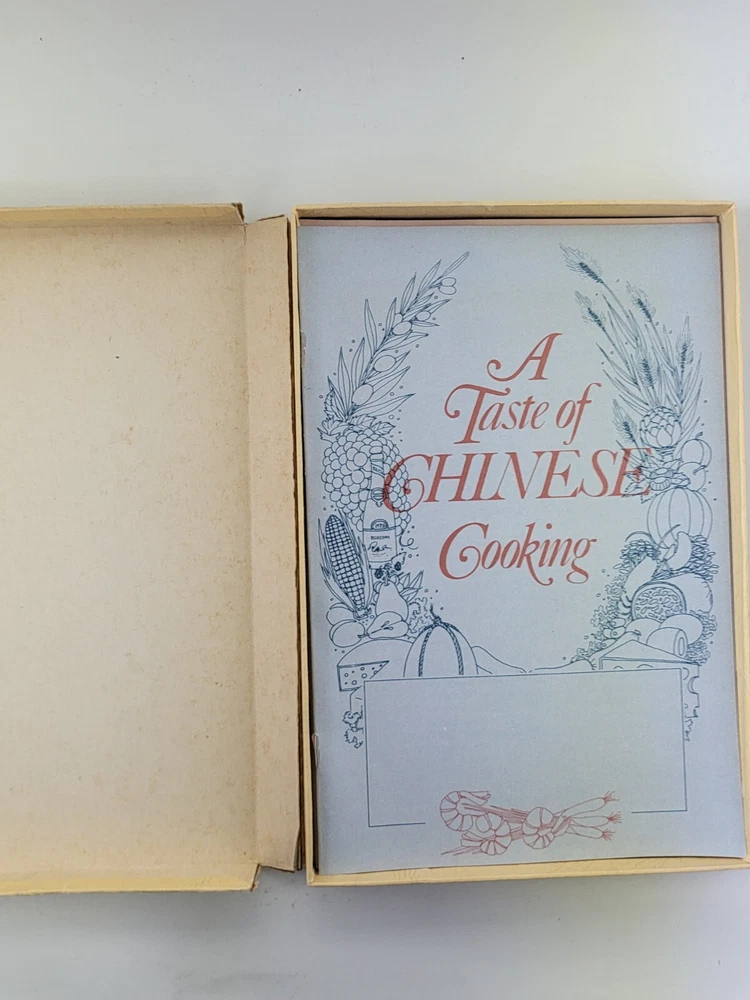 A
Taste of
CHINESE
Cooking